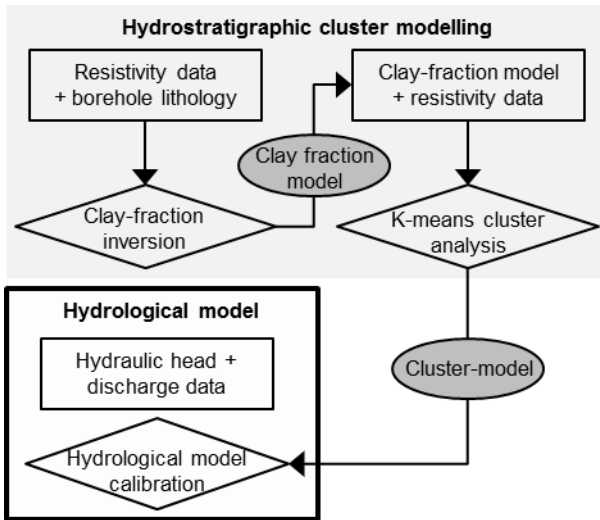 Hydrostratigraphic cluster modelling
Resistivity data
+ borehole lithology
Clay-fraction
inversion
Clay fraction
model
Clay-fraction model
+ resistivity data
K-means cluster
analysis
Cluster-model
Hydrological model
Hydraulic head +
discharge data
Hydrological model
calibration